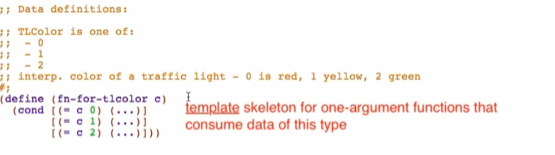 ;; Data definitions:
;; TLColor is one of:
;; - 0
;; - 1
;; - 2
;; interp. color of a traffic light - 0 is red, 1 yellow, 2 green
#;
(define (fn-for-tlcolor c)
(cond [(= c 0) (...)]
[(= c 1) (...)]
[(= c 2) (...)]))
template skeleton for one-argument functions that
consume data of this type